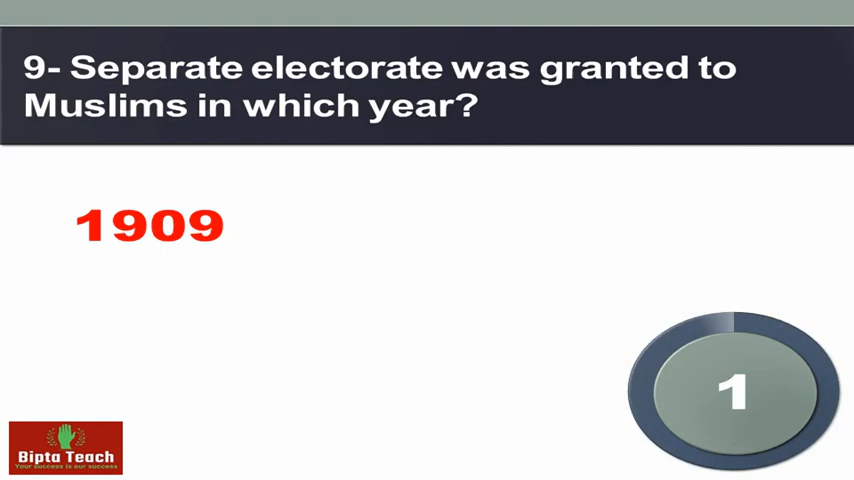 9- Separate electorate was granted to
Muslims in which year?
1909
1
Bipta Teach
Your success is our success